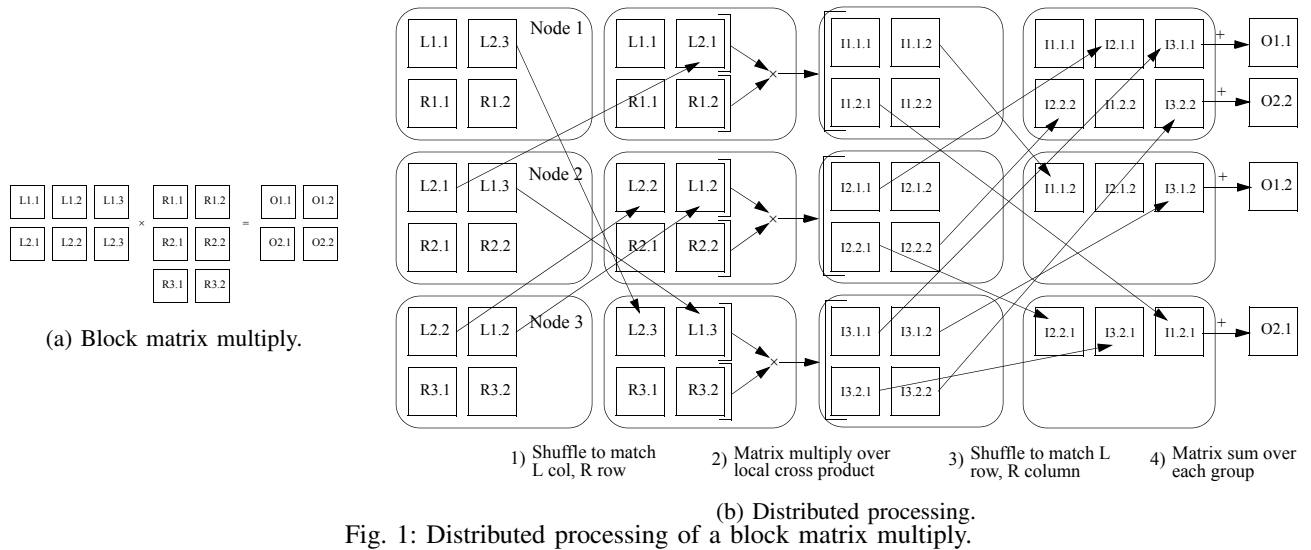 L1.1 L1.2 L1.3 × R1.1 R1.2 = O1.1 O1.2
L2.1 L2.2 L2.3 R2.1 R2.2 O2.1 O2.2
R3.1 R3.2
(a) Block matrix multiply.
L1.1 L2.3 Node 1 L1.1 L2.1 I1.1.1 I1.1.2 I1.1.1 I2.1.1 I3.1.1 + O1.1
×
R1.1 R1.2 R1.1 R1.2 I1.2.1 I1.2.2 I2.2.2 I1.2.2 I3.2.2 + O2.2
L2.1 L1.3 Node 2 L2.2 L1.2 I2.1.1 I2.1.2 I1.1.2 I2.1.2 I3.1.2 + O1.2
×
R2.1 R2.2 R2.1 R2.2 I2.2.1 I2.2.2
L2.2 L1.2 Node 3 L2.3 L1.3 I3.1.1 I3.1.2 I2.2.1 I3.2.1 I1.2.1 + O2.1
×
R3.1 R3.2 R3.1 R3.2 I3.2.1 I3.2.2
1) Shuffle to match
L col, R row
2) Matrix multiply over
local cross product
3) Shuffle to match L
row, R column
4) Matrix sum over
each group
(b) Distributed processing.
Fig. 1: Distributed processing of a block matrix multiply.